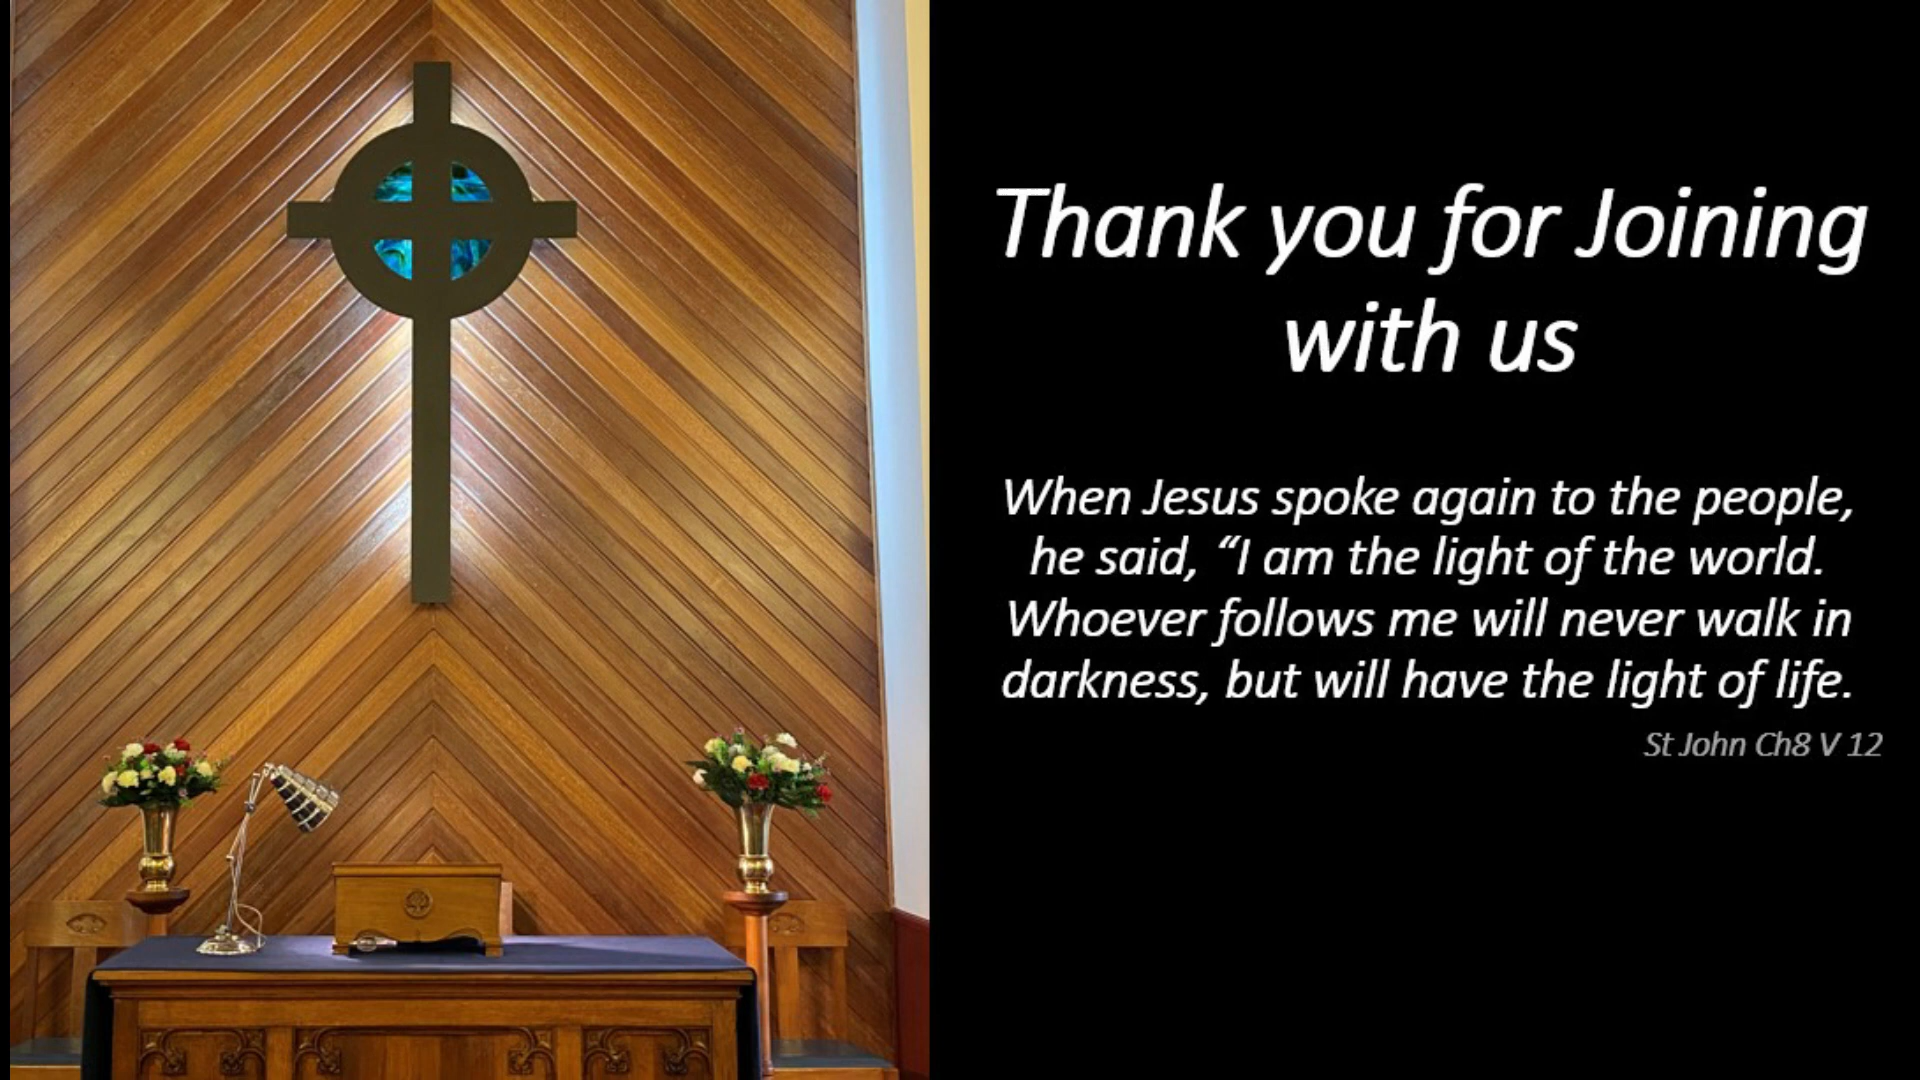 Thank you for Joining
with us
When Jesus spoke again to the people,
he said, “I am the light of the world.
Whoever follows me will never walk in
darkness, but will have the light of life.
St John Ch8 V 12